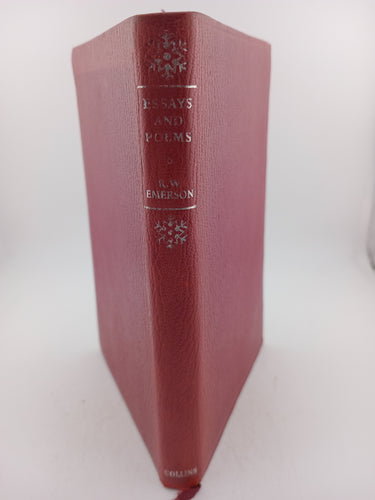 ESSAYS
AND
POEMS
R.W.
EMERSON
COLLINS